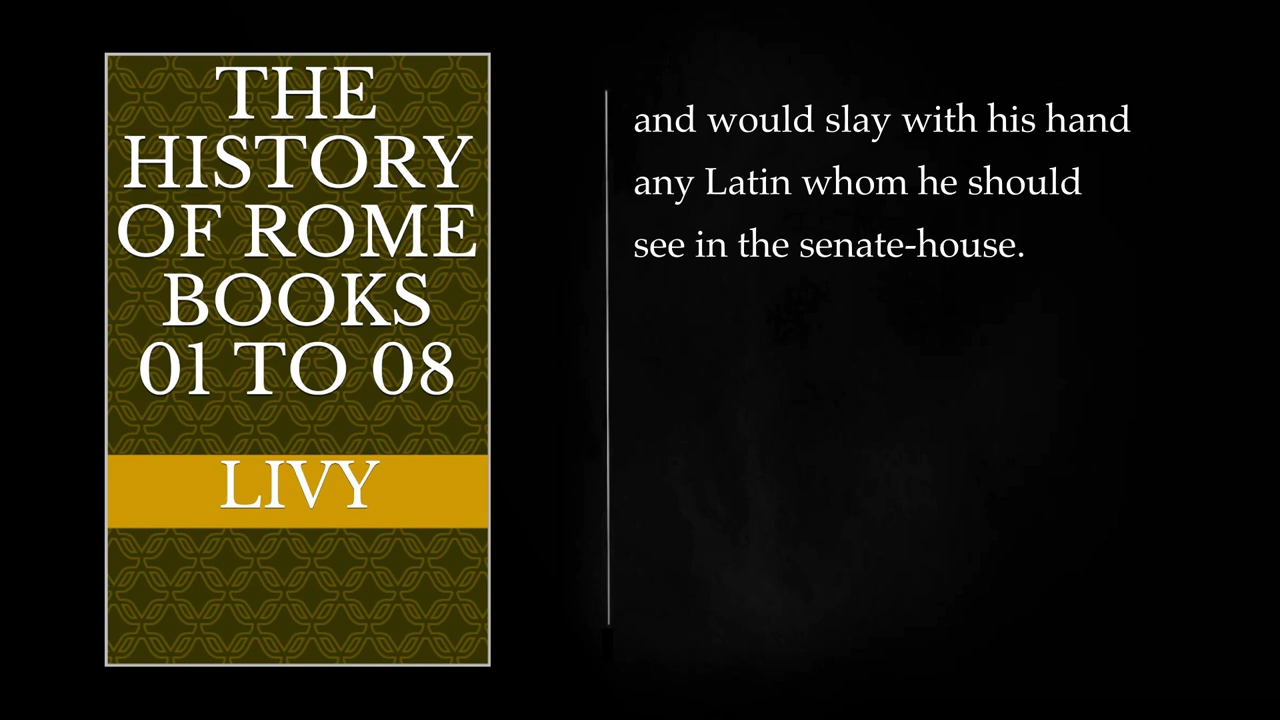 THE
HISTORY
OF ROME
BOOKS
01 TO 08
LIVY
and would slay with his hand
any Latin whom he should
see in the senate-house.